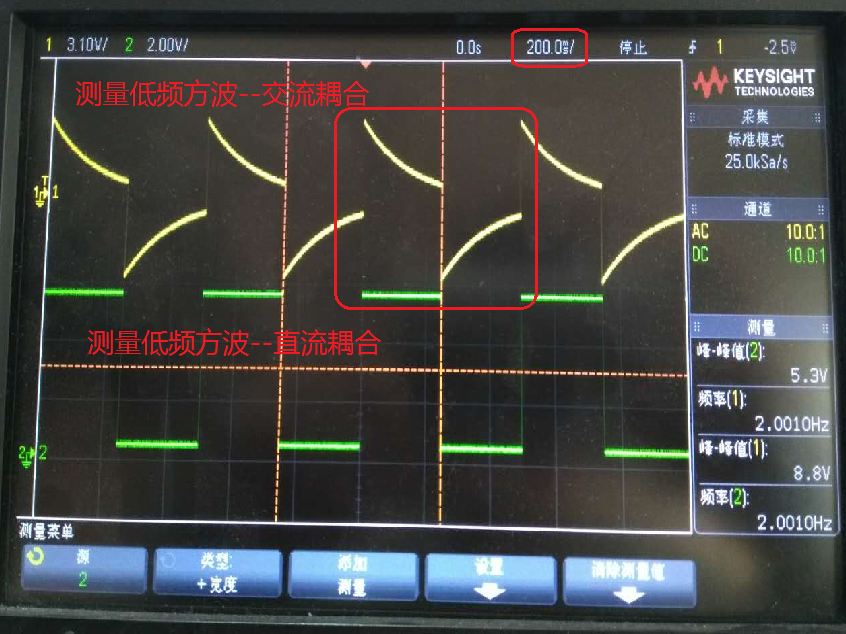 1 3.10V/ 2 2.00V/ 0.0s 200.0㎳/ 停止 1 -2.5V
测量低频方波--交流耦合
KEYSIGHT
TECHNOLOGIES
采集
标准模式
25.0kSa/s
T
1 1
通道
AC 10.0:1
DC 10.0:1
测量低频方波--直流耦合
测量
峰-峰值(2):
5.3V
频率(1):
2.0010Hz
峰-峰值(1):
8.8V
频率(2):
2.0010Hz
2 2
测量菜单
源
2
类型:
+宽度
添加
测量
设置
清除测量值